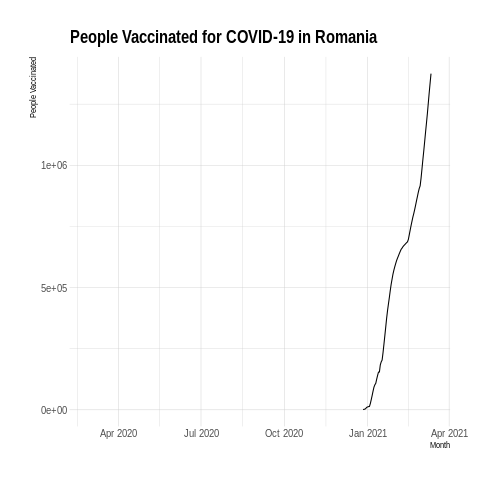 People Vaccinated for COVID-19 in Romania
People Vaccinated
1e+06
5e+05
0e+00
Apr 2020 Jul 2020 Oct 2020 Jan 2021 Apr 2021
Month